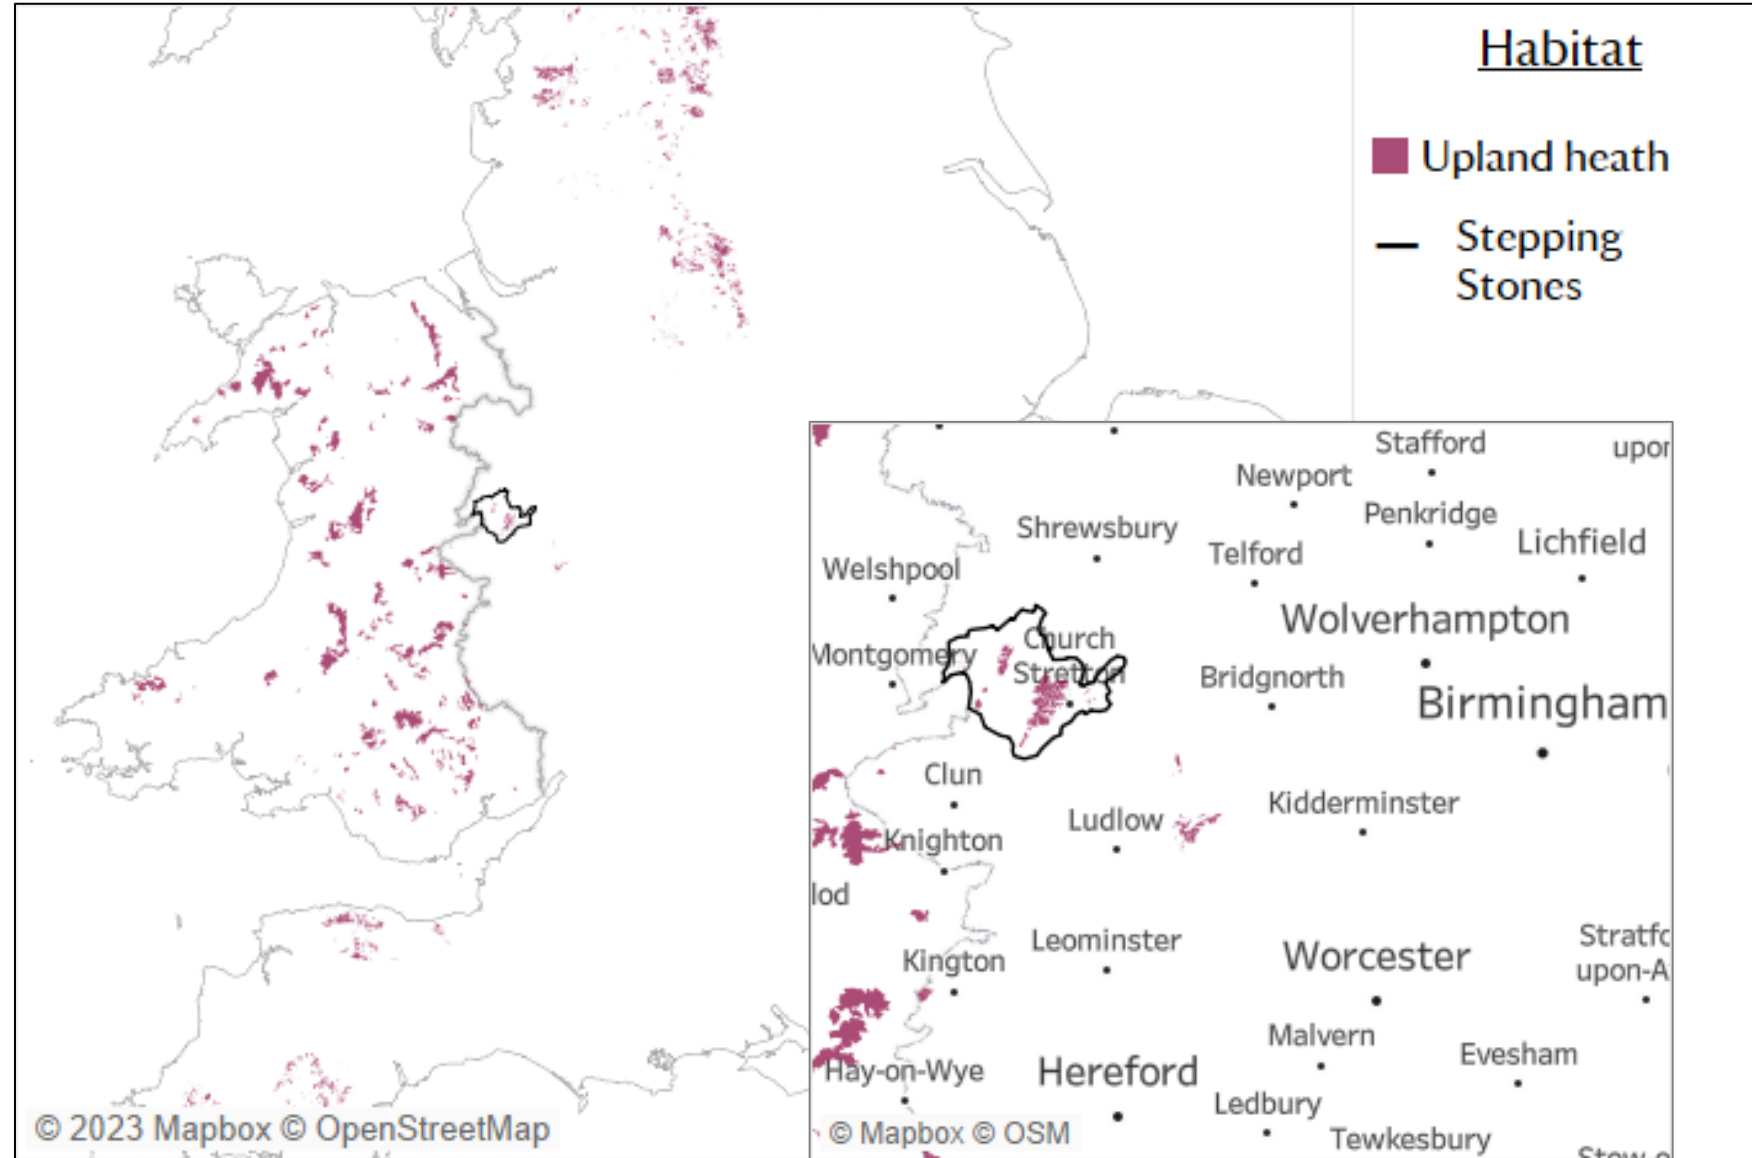 Habitat
Upland heath
Stepping
Stones
Stafford
upon
Newport
Penkridge
Shrewsbury
Lichfield
Telford
Welshpool
Wolverhampton
Church
Stretton
Montgomery
Bridgnorth
Birmingham
Clun
Kidderminster
Ludlow
Knighton
lod
Stratfo
upon-A
Leominster
Worcester
Kington
Malvern
Evesham
Hay-on-Wye
Hereford
Ledbury
Tewkesbury
© 2023 Mapbox © OpenStreetMap
© Mapbox © OSM